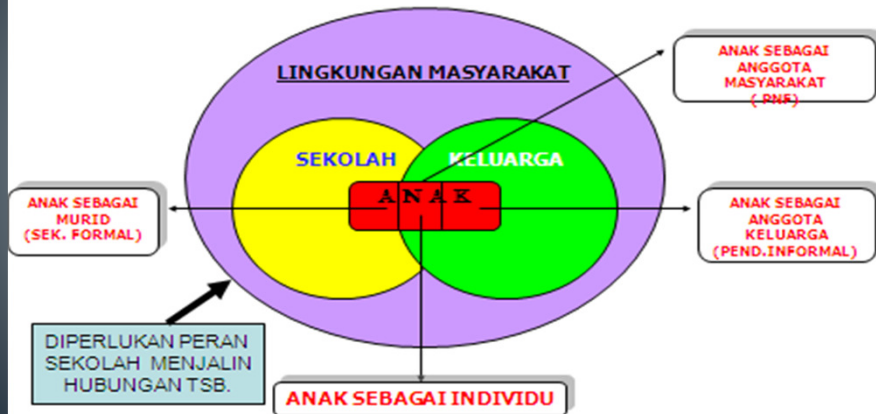 LINGKUNGAN MASYARAKAT
ANAK SEBAGAI
ANGGOTA
MASYARAKAT
( PNF)
SEKOLAH
KELUARGA
A N A K
ANAK SEBAGAI
MURID
(SEK. FORMAL)
ANAK SEBAGAI
ANGGOTA
KELUARGA
(PEND.INFORMAL)
DIPERLUKAN PERAN
SEKOLAH MENJALIN
HUBUNGAN TSB.
ANAK SEBAGAI INDIVIDU